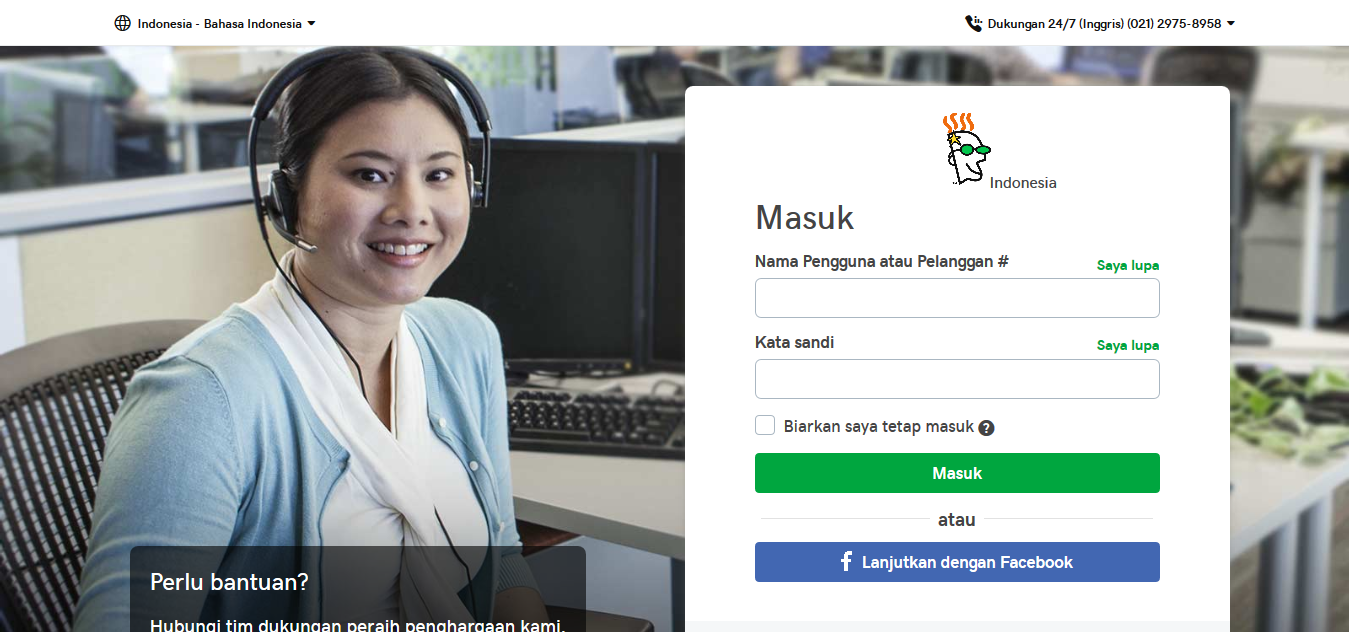 Indonesia - Bahasa Indonesia
Dukungan 24/7 (Inggris) (021) 2975-8958
Indonesia
Masuk
Nama Pengguna atau Pelanggan #
Saya lupa
Kata sandi
Saya lupa
Biarkan saya tetap masuk ?
Masuk
atau
f Lanjutkan dengan Facebook
Perlu bantuan?
Hubungi tim dukungan peraih penghargaan kami.